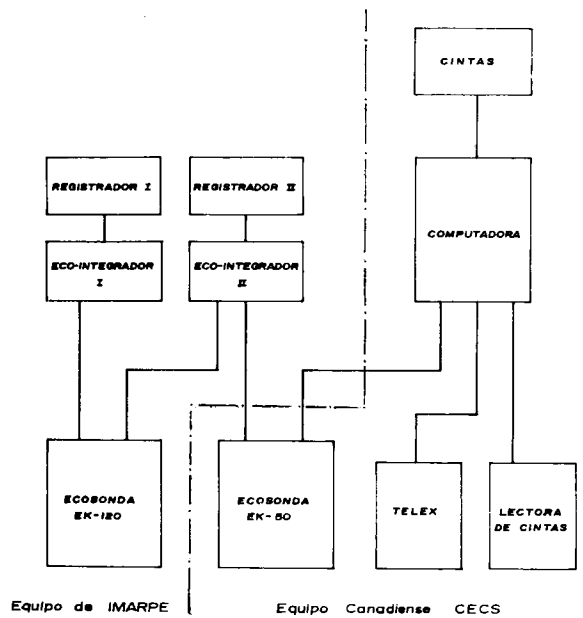 CINTAS
REGISTRADOR I
REGISTRADOR II
COMPUTADORA
ECO-INTEGRADOR
I
ECO-INTEGRADOR
II
ECOSONDA
EK-120
ECOSONDA
EK-50
TELEX
LECTORA
DE CINTAS
Equipo de IMARPE
Equipo Canadiense CECS